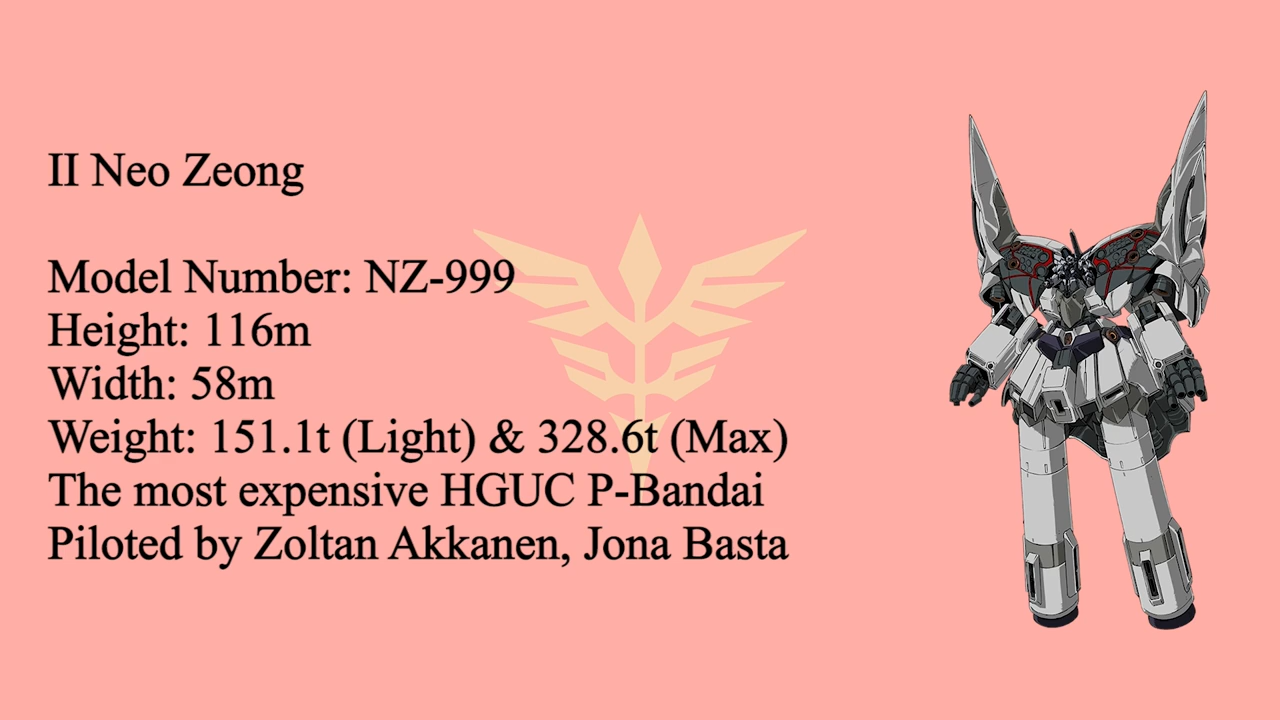 II Neo Zeong
Model Number: NZ-999
Height: 116m
Width: 58m
Weight: 151.1t (Light) & 328.6t (Max)
The most expensive HGUC P-Bandai
Piloted by Zoltan Akkanen, Jona Basta